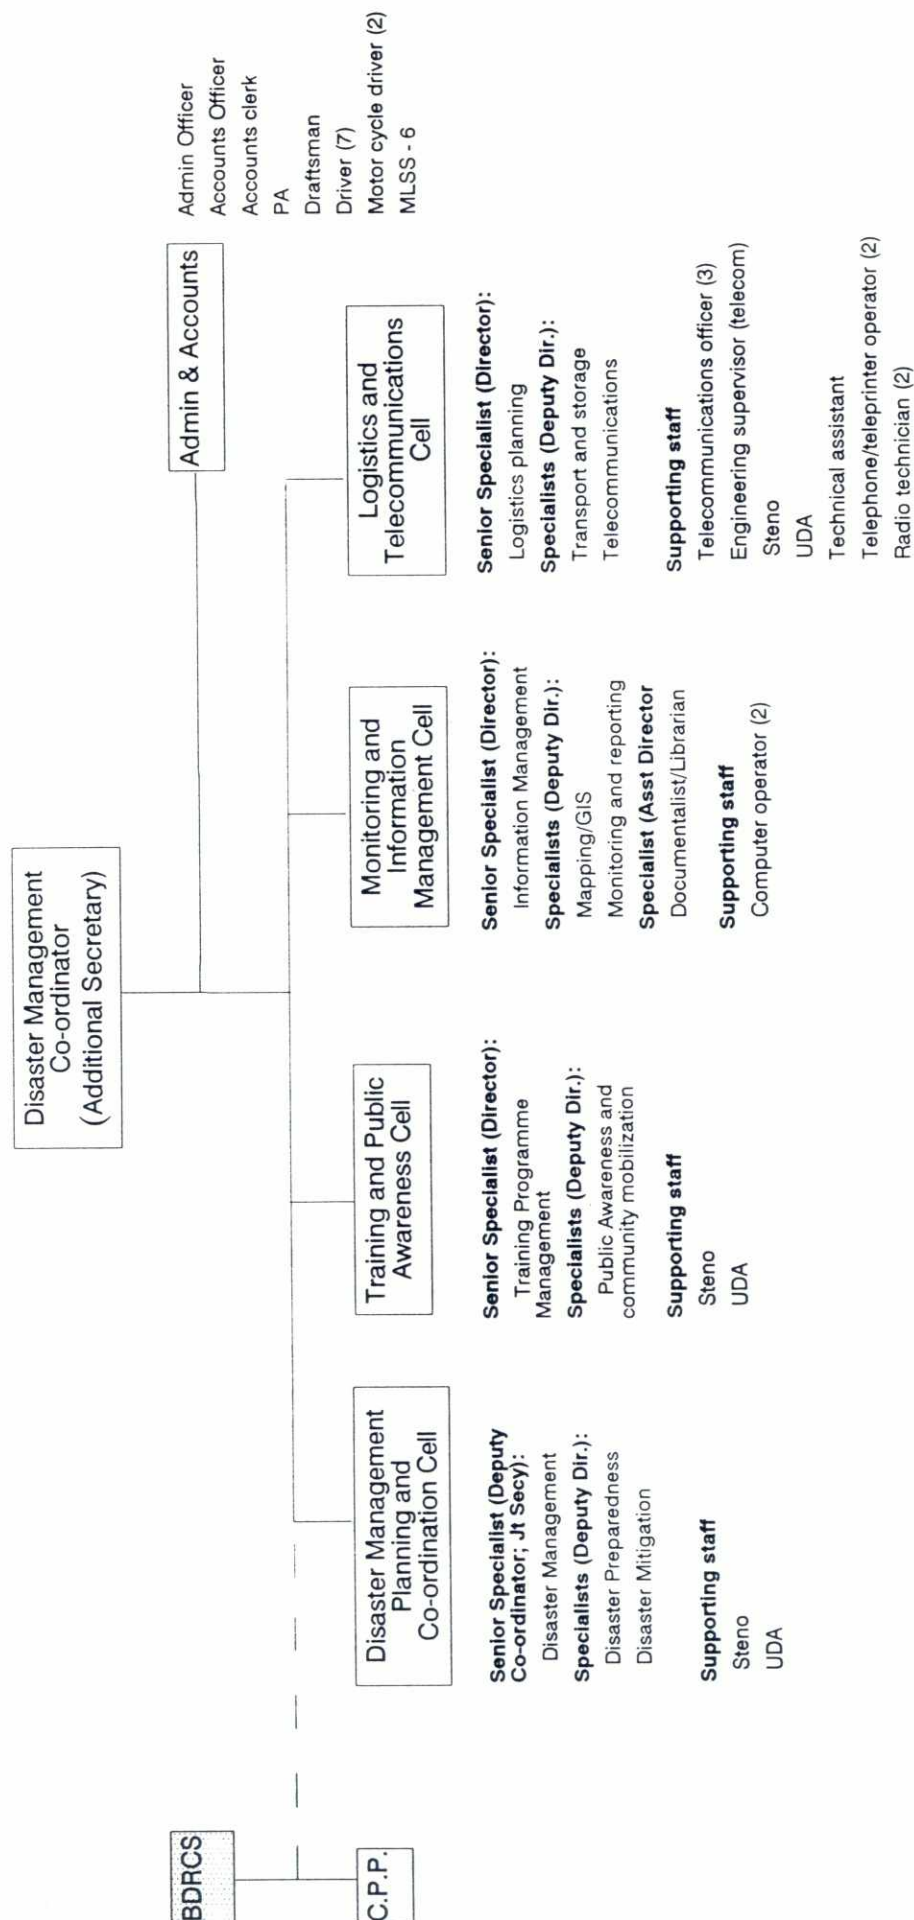 Disaster Management
Co-ordinator
(Additional Secretary)
Admin & Accounts
Admin Officer
Accounts Officer
Accounts clerk
PA
Draftsman
Driver (7)
Motor cycle driver (2)
MLSS - 6
BDRCS
C.P.P.
Disaster Management
Planning and
Co-ordination Cell
Senior Specialist (Deputy
Co-ordinator; Jt Secy):
Disaster Management
Specialists (Deputy Dir.):
Disaster Preparedness
Disaster Mitigation
Supporting staff
Steno
UDA
Training and Public
Awareness Cell
Senior Specialist (Director):
Training Programme
Management
Specialists (Deputy Dir.):
Public Awareness and
community mobilization
Supporting staff
Steno
UDA
Monitoring and
Information
Management Cell
Senior Specialist (Director):
Information Management
Specialists (Deputy Dir.):
Mapping/GIS
Monitoring and reporting
Specialist (Asst Director
Documentalist/Librarian
Supporting staff
Computer operator (2)
Logistics and
Telecommunications
Cell
Senior Specialist (Director):
Logistics planning
Specialists (Deputy Dir.):
Transport and storage
Telecommunications
Supporting staff
Telecommunications officer (3)
Engineering supervisor (telecom)
Steno
UDA
Technical assistant
Telephone/teleprinter operator (2)
Radio technician (2)